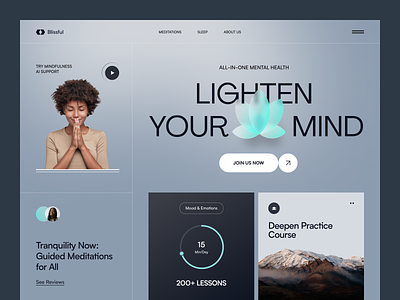 Blissful
MEDITATIONS SLEEP ABOUT US
TRY MINDFULNESS
AI SUPPORT
ALL-IN-ONE MENTAL HEALTH
LIGHTEN
YOUR MIND
JOIN US NOW
Tranquility Now:
Guided Meditations
for All
See Reviews
Mood & Emotions
15
Min/Day
200+ LESSONS
Deepen Practice
Course